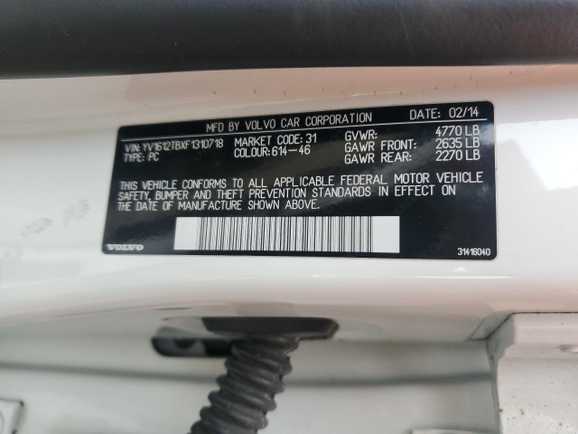 MFD BY VOLVO CAR CORPORATION DATE: 02/14
VIN: YV1612TBXF1310718 MARKET CODE: 31 GVWR: 4770 LB
TYPE: PC COLOUR: 614-46 GAWR FRONT: 2635 LB
GAWR REAR: 2270 LB
THIS VEHICLE CONFORMS TO ALL APPLICABLE FEDERAL MOTOR VEHICLE
SAFETY, BUMPER AND THEFT PREVENTION STANDARDS IN EFFECT ON
THE DATE OF MANUFACTURE SHOWN ABOVE.
VOLVO 31416040